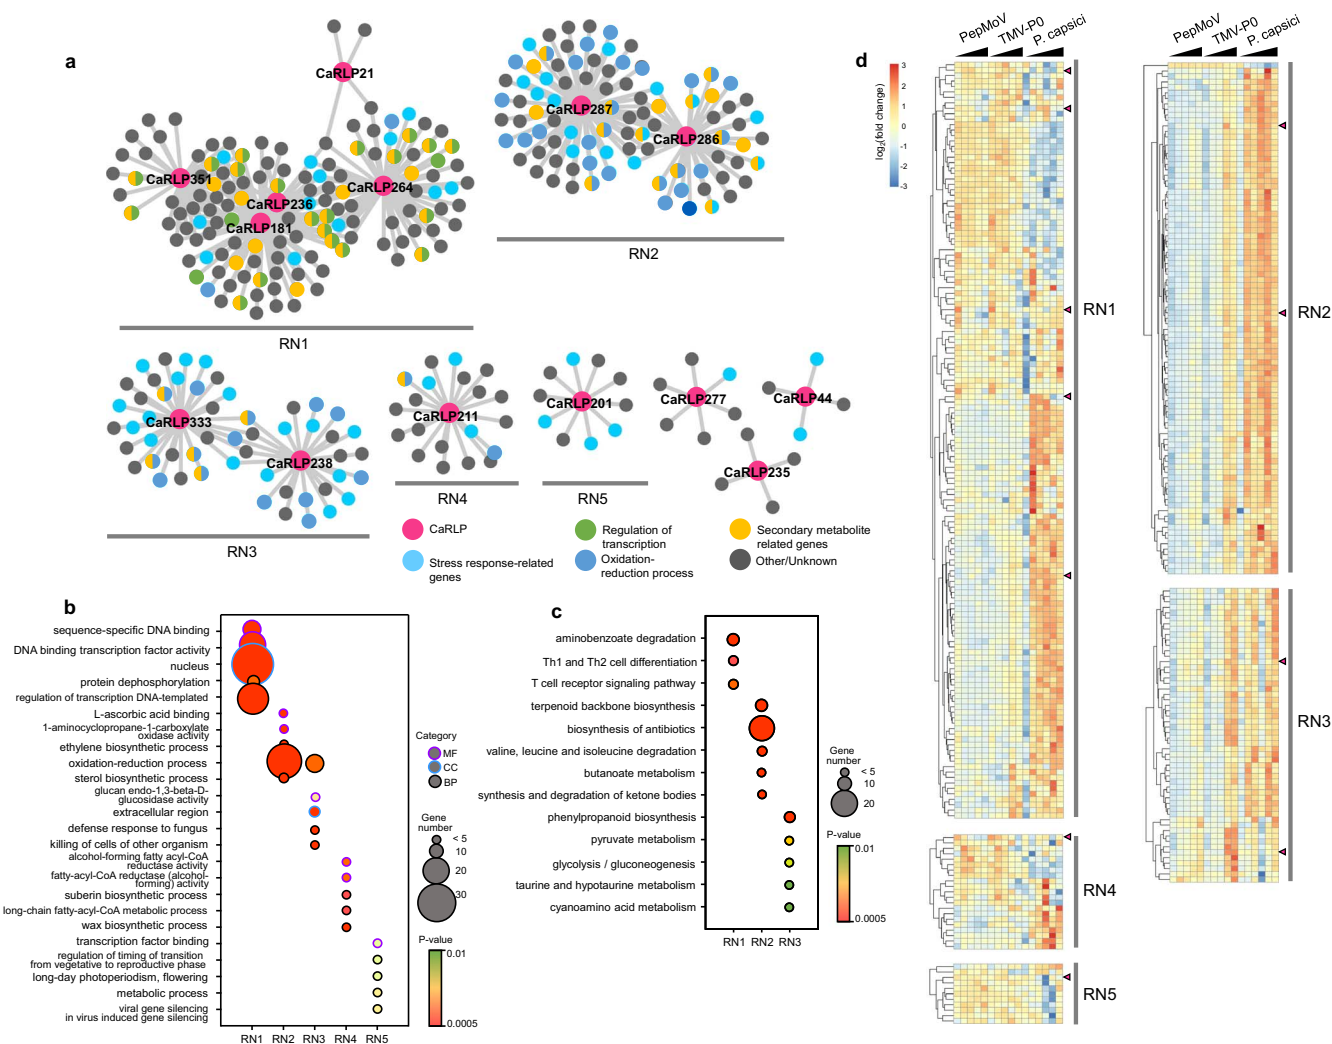 a
CaRLP21
CaRLP351
CaRLP264
CaRLP236
CaRLP181
RN1
CaRLP287
CaRLP286
RN2
CaRLP333
CaRLP238
RN3
CaRLP211
RN4
CaRLP201
RN5
CaRLP277
CaRLP44
CaRLP235
CaRLP
Stress response-related
genes
Regulation of
transcription
Oxidation-
reduction process
Secondary metabolite
related genes
Other/Unknown
b
sequence-specific DNA binding
DNA binding transcription factor activity
nucleus
protein dephosphorylation
regulation of transcription DNA-templated
L-ascorbic acid binding
1-aminocyclopropane-1-carboxylate
oxidase activity
ethylene biosynthetic process
oxidation-reduction process
sterol biosynthetic process
glucan endo-1,3-beta-D-
glucosidase activity
extracellular region
defense response to fungus
killing of cells of other organism
alcohol-forming fatty acyl-CoA
reductase activity
fatty-acyl-CoA reductase (alcohol-
forming) activity
suberin biosynthetic process
long-chain fatty-acyl-CoA metabolic process
wax biosynthetic process
transcription factor binding
regulation of timing of transition
from vegetative to reproductive phase
long-day photoperiodism, flowering
metabolic process
viral gene silencing
in virus induced gene silencing
RN1 RN2 RN3 RN4 RN5
Category
MF
CC
BP
Gene
number
< 5
10
20
30
P-value
0.01
0.0005
c
aminobenzoate degradation
Th1 and Th2 cell differentiation
T cell receptor signaling pathway
terpenoid backbone biosynthesis
biosynthesis of antibiotics
valine, leucine and isoleucine degradation
butanoate metabolism
synthesis and degradation of ketone bodies
phenylpropanoid biosynthesis
pyruvate metabolism
glycolysis / gluconeogenesis
taurine and hypotaurine metabolism
cyanoamino acid metabolism
RN1 RN2 RN3
Gene
number
< 5
10
20
P-value
0.01
0.0005
d
log2(fold change)
3
2
1
0
-1
-2
-3
PepMoV
TMV-P0
P. capsici
RN1
RN4
RN5
PepMoV
TMV-P0
P. capsici
RN2
RN3